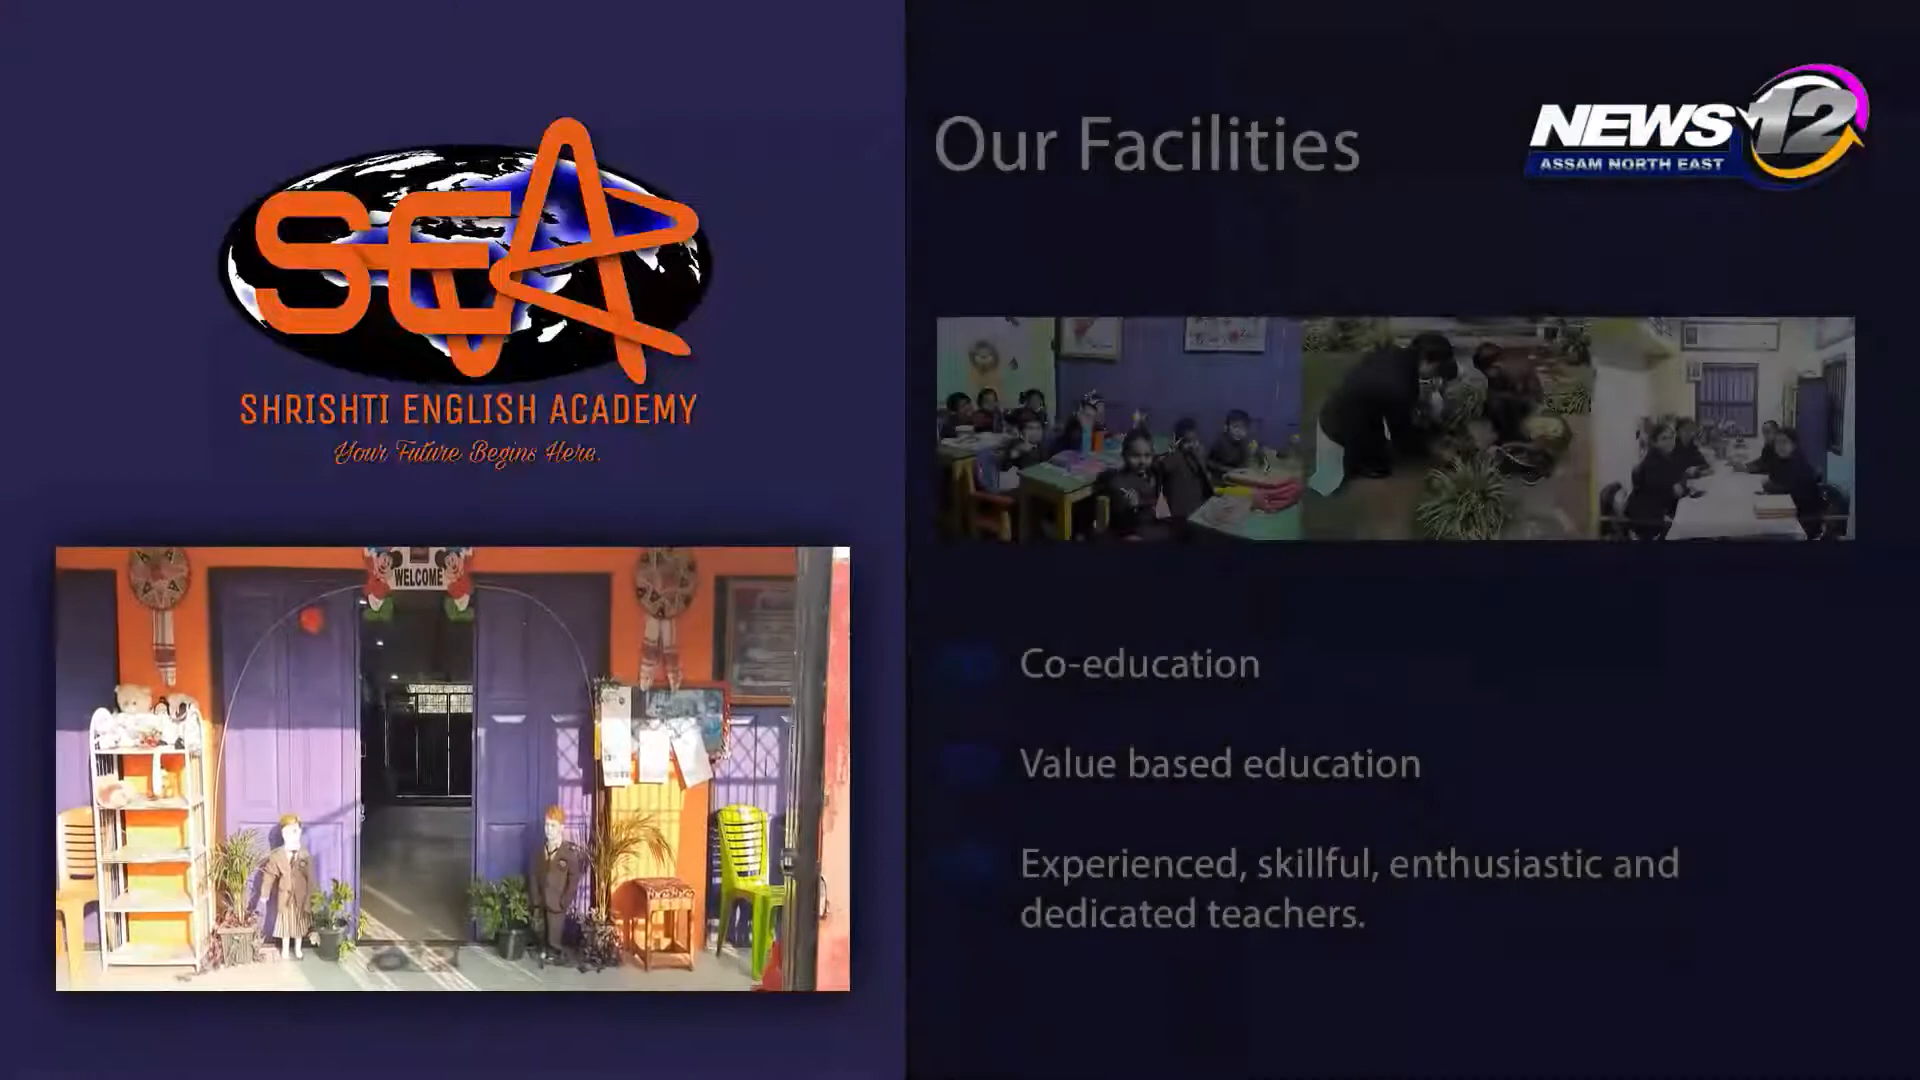 SEA
SHRISHTI ENGLISH ACADEMY
Your Future Begins Here.
WELCOME
Our Facilities
NEWS 12
ASSAM NORTH EAST
Co-education
Value based education
Experienced, skillful, enthusiastic and
dedicated teachers.